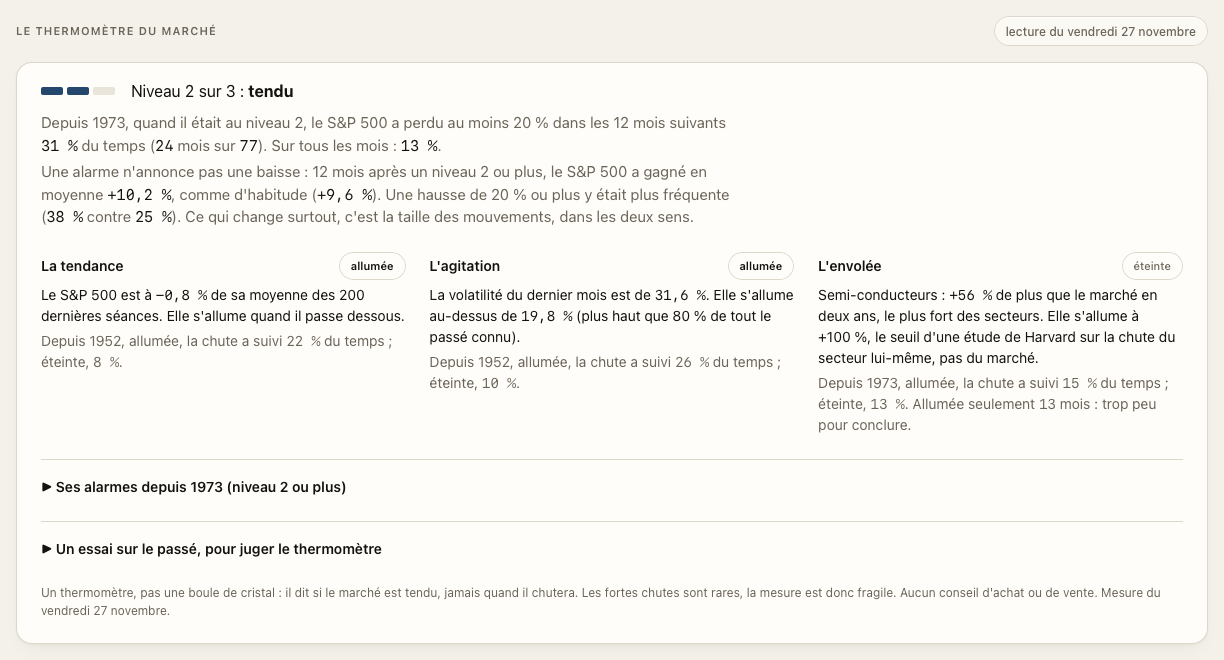 LE THERMOMÈTRE DU MARCHÉ
lecture du vendredi 27 novembre
Niveau 2 sur 3 : tendu
Depuis 1973, quand il était au niveau 2, le S&P 500 a perdu au moins 20 % dans les 12 mois suivants
31 % du temps (24 mois sur 77). Sur tous les mois : 13 %.
Une alarme n'annonce pas une baisse : 12 mois après un niveau 2 ou plus, le S&P 500 a gagné en
moyenne +10,2 %, comme d'habitude (+9,6 %). Une hausse de 20 % ou plus y était plus fréquente
(38 % contre 25 %). Ce qui change surtout, c'est la taille des mouvements, dans les deux sens.
La tendance
allumée
Le S&P 500 est à −0,8 % de sa moyenne des 200
dernières séances. Elle s'allume quand il passe dessous.
Depuis 1952, allumée, la chute a suivi 22 % du temps ;
éteinte, 8 %.
L'agitation
allumée
La volatilité du dernier mois est de 31,6 %. Elle s'allume
au-dessus de 19,8 % (plus haut que 80 % de tout le
passé connu).
Depuis 1952, allumée, la chute a suivi 26 % du temps ;
éteinte, 10 %.
L'envolée
éteinte
Semi-conducteurs : +56 % de plus que le marché en
deux ans, le plus fort des secteurs. Elle s'allume à
+100 %, le seuil d'une étude de Harvard sur la chute du
secteur lui-même, pas du marché.
Depuis 1973, allumée, la chute a suivi 15 % du temps ;
éteinte, 13 %. Allumée seulement 13 mois : trop peu
pour conclure.
▶ Ses alarmes depuis 1973 (niveau 2 ou plus)
▶ Un essai sur le passé, pour juger le thermomètre
Un thermomètre, pas une boule de cristal : il dit si le marché est tendu, jamais quand il chutera. Les fortes chutes sont rares, la mesure est donc fragile. Aucun conseil d'achat ou de vente. Mesure du
vendredi 27 novembre.